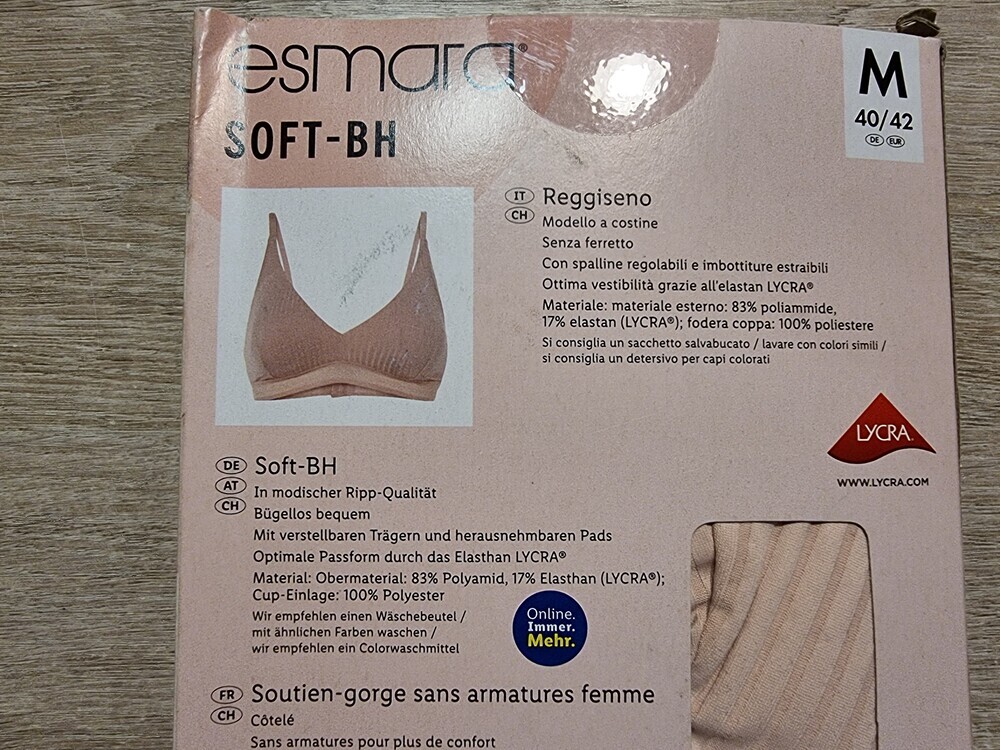 esmara®
SOFT-BH
M
40/42
DE EUR
IT
CH
Reggiseno
Modello a costine
Senza ferretto
Con spalline regolabili e imbottiture estraibili
Ottima vestibilità grazie all'elastan LYCRA®
Materiale: materiale esterno: 83% poliammide,
17% elastan (LYCRA®); fodera coppa: 100% poliestere
Si consiglia un sacchetto salvabucato / lavare con colori simili /
si consiglia un detersivo per capi colorati
LYCRA®
WWW.LYCRA.COM
DE
AT
CH
Soft-BH
In modischer Ripp-Qualität
Bügellos bequem
Mit verstellbaren Trägern und herausnehmbaren Pads
Optimale Passform durch das Elasthan LYCRA®
Material: Obermaterial: 83% Polyamid, 17% Elasthan (LYCRA®);
Cup-Einlage: 100% Polyester
Wir empfehlen einen Wäschebeutel /
mit ähnlichen Farben waschen /
wir empfehlen ein Colorwaschmittel
Online.
Immer.
Mehr.
FR
CH
Soutien-gorge sans armatures femme
Côtelé
Sans armatures pour plus de confort